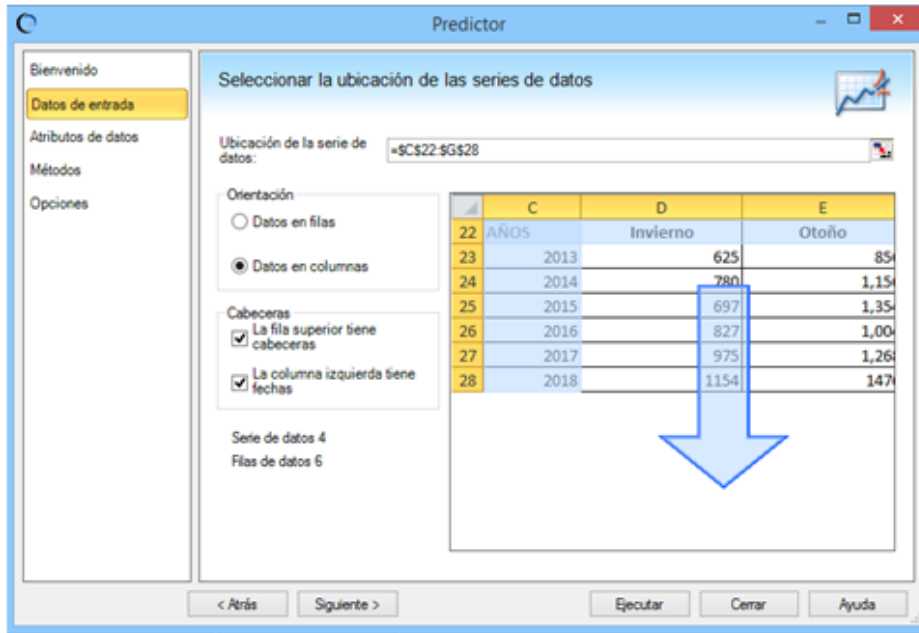 Predictor
Bienvenido
Datos de entrada
Atributos de datos
Métodos
Opciones
Seleccionar la ubicación de las series de datos
Ubicación de la serie de
datos:
=$C$22:$G$28
Orientación
Datos en filas
Datos en columnas
Cabeceras
La fila superior tiene
cabeceras
La columna izquierda tiene
fechas
Serie de datos 4
Filas de datos 6
C D E
22 AÑOS Invierno Otoño
23 2013 625
24 2014 780
25 2015 697
26 2016 827
27 2017 975
28 2018 1154
< Atrás
Siguiente >
Ejecutar
Cerrar
Ayuda